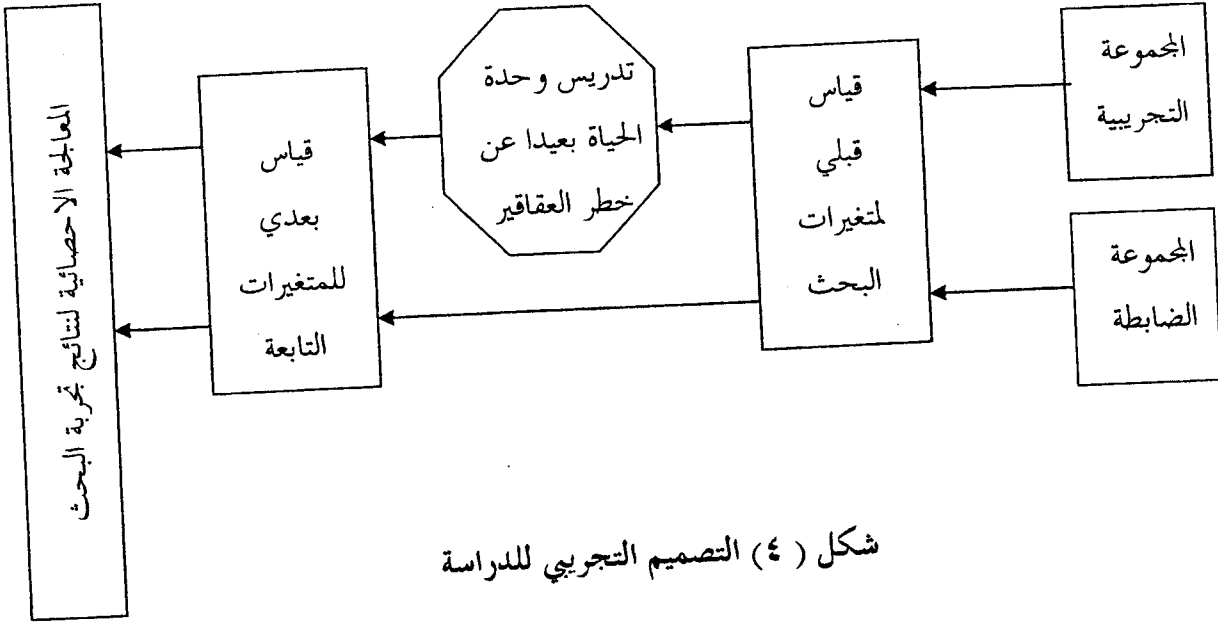 المجموعة
التجريبية
المجموعة
الضابطة
قياس
قبلي
لمتغيرات
البحث
تدريس وحدة
الحياة بعيدا عن
خطر العقاقير
قياس
بعدي
للمتغيرات
التابعة
المعالجة الاحصائية لنتائج تجربة البحث
شكل ( ٤ ) التصميم التجريبي للدراسة